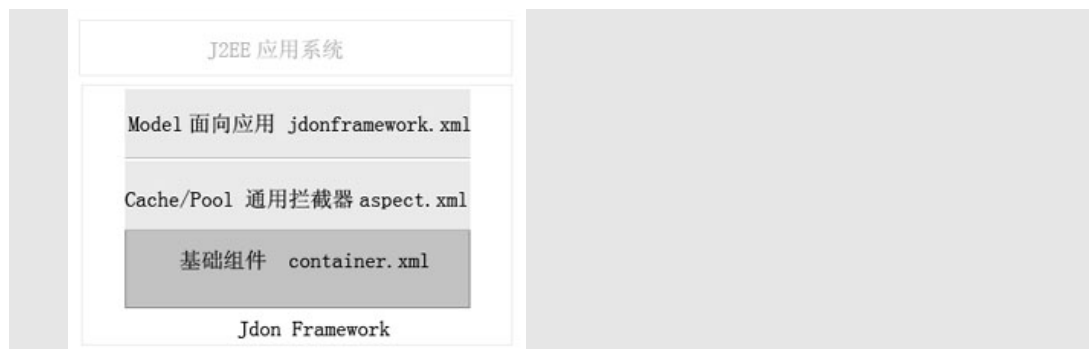 J2EE 应用系统
Model 面向应用 jdonframework.xml
Cache/Pool 通用拦截器 aspect.xml
基础组件 container.xml
Jdon Framework